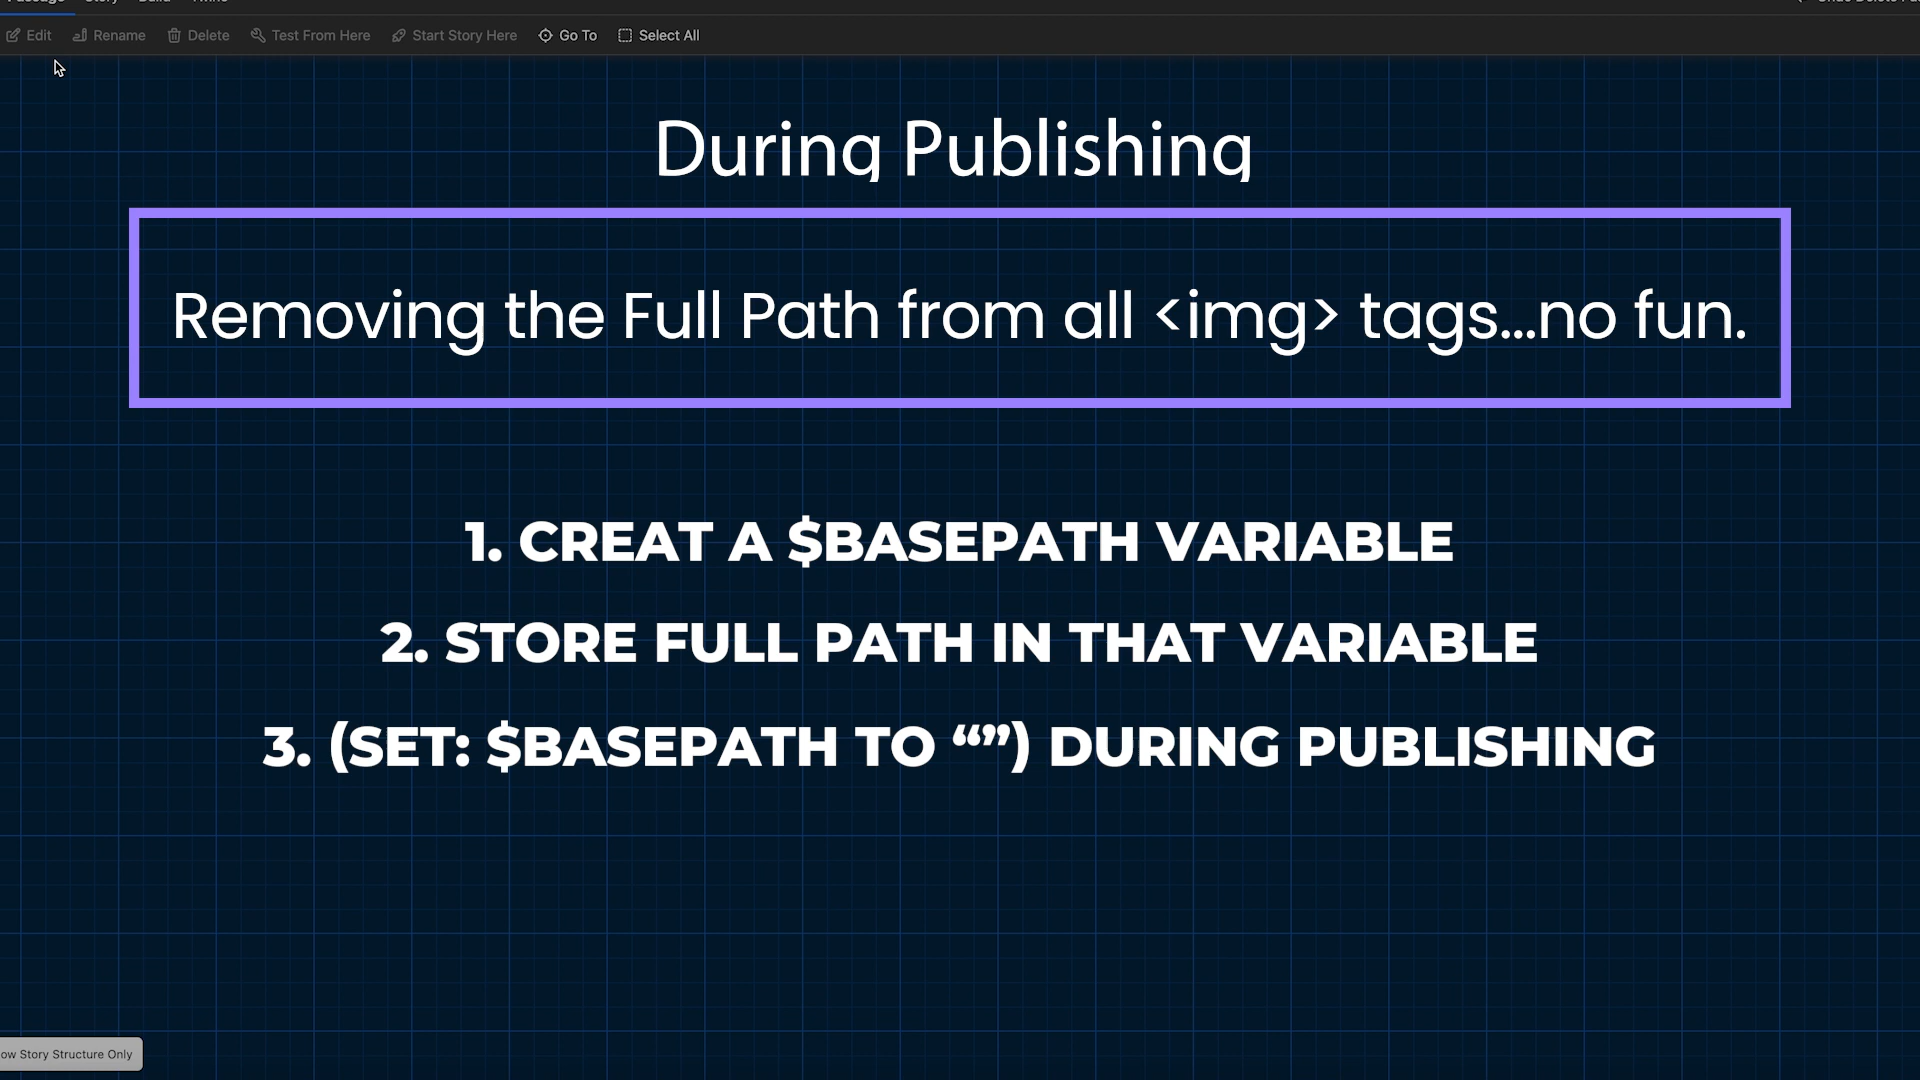 Edit Rename Delete Test From Here Start Story Here Go To Select All
During Publishing
Removing the Full Path from all <img> tags...no fun.
1. CREAT A $BASEPATH VARIABLE
2. STORE FULL PATH IN THAT VARIABLE
3. (SET: $BASEPATH TO “”) DURING PUBLISHING
ow Story Structure Only